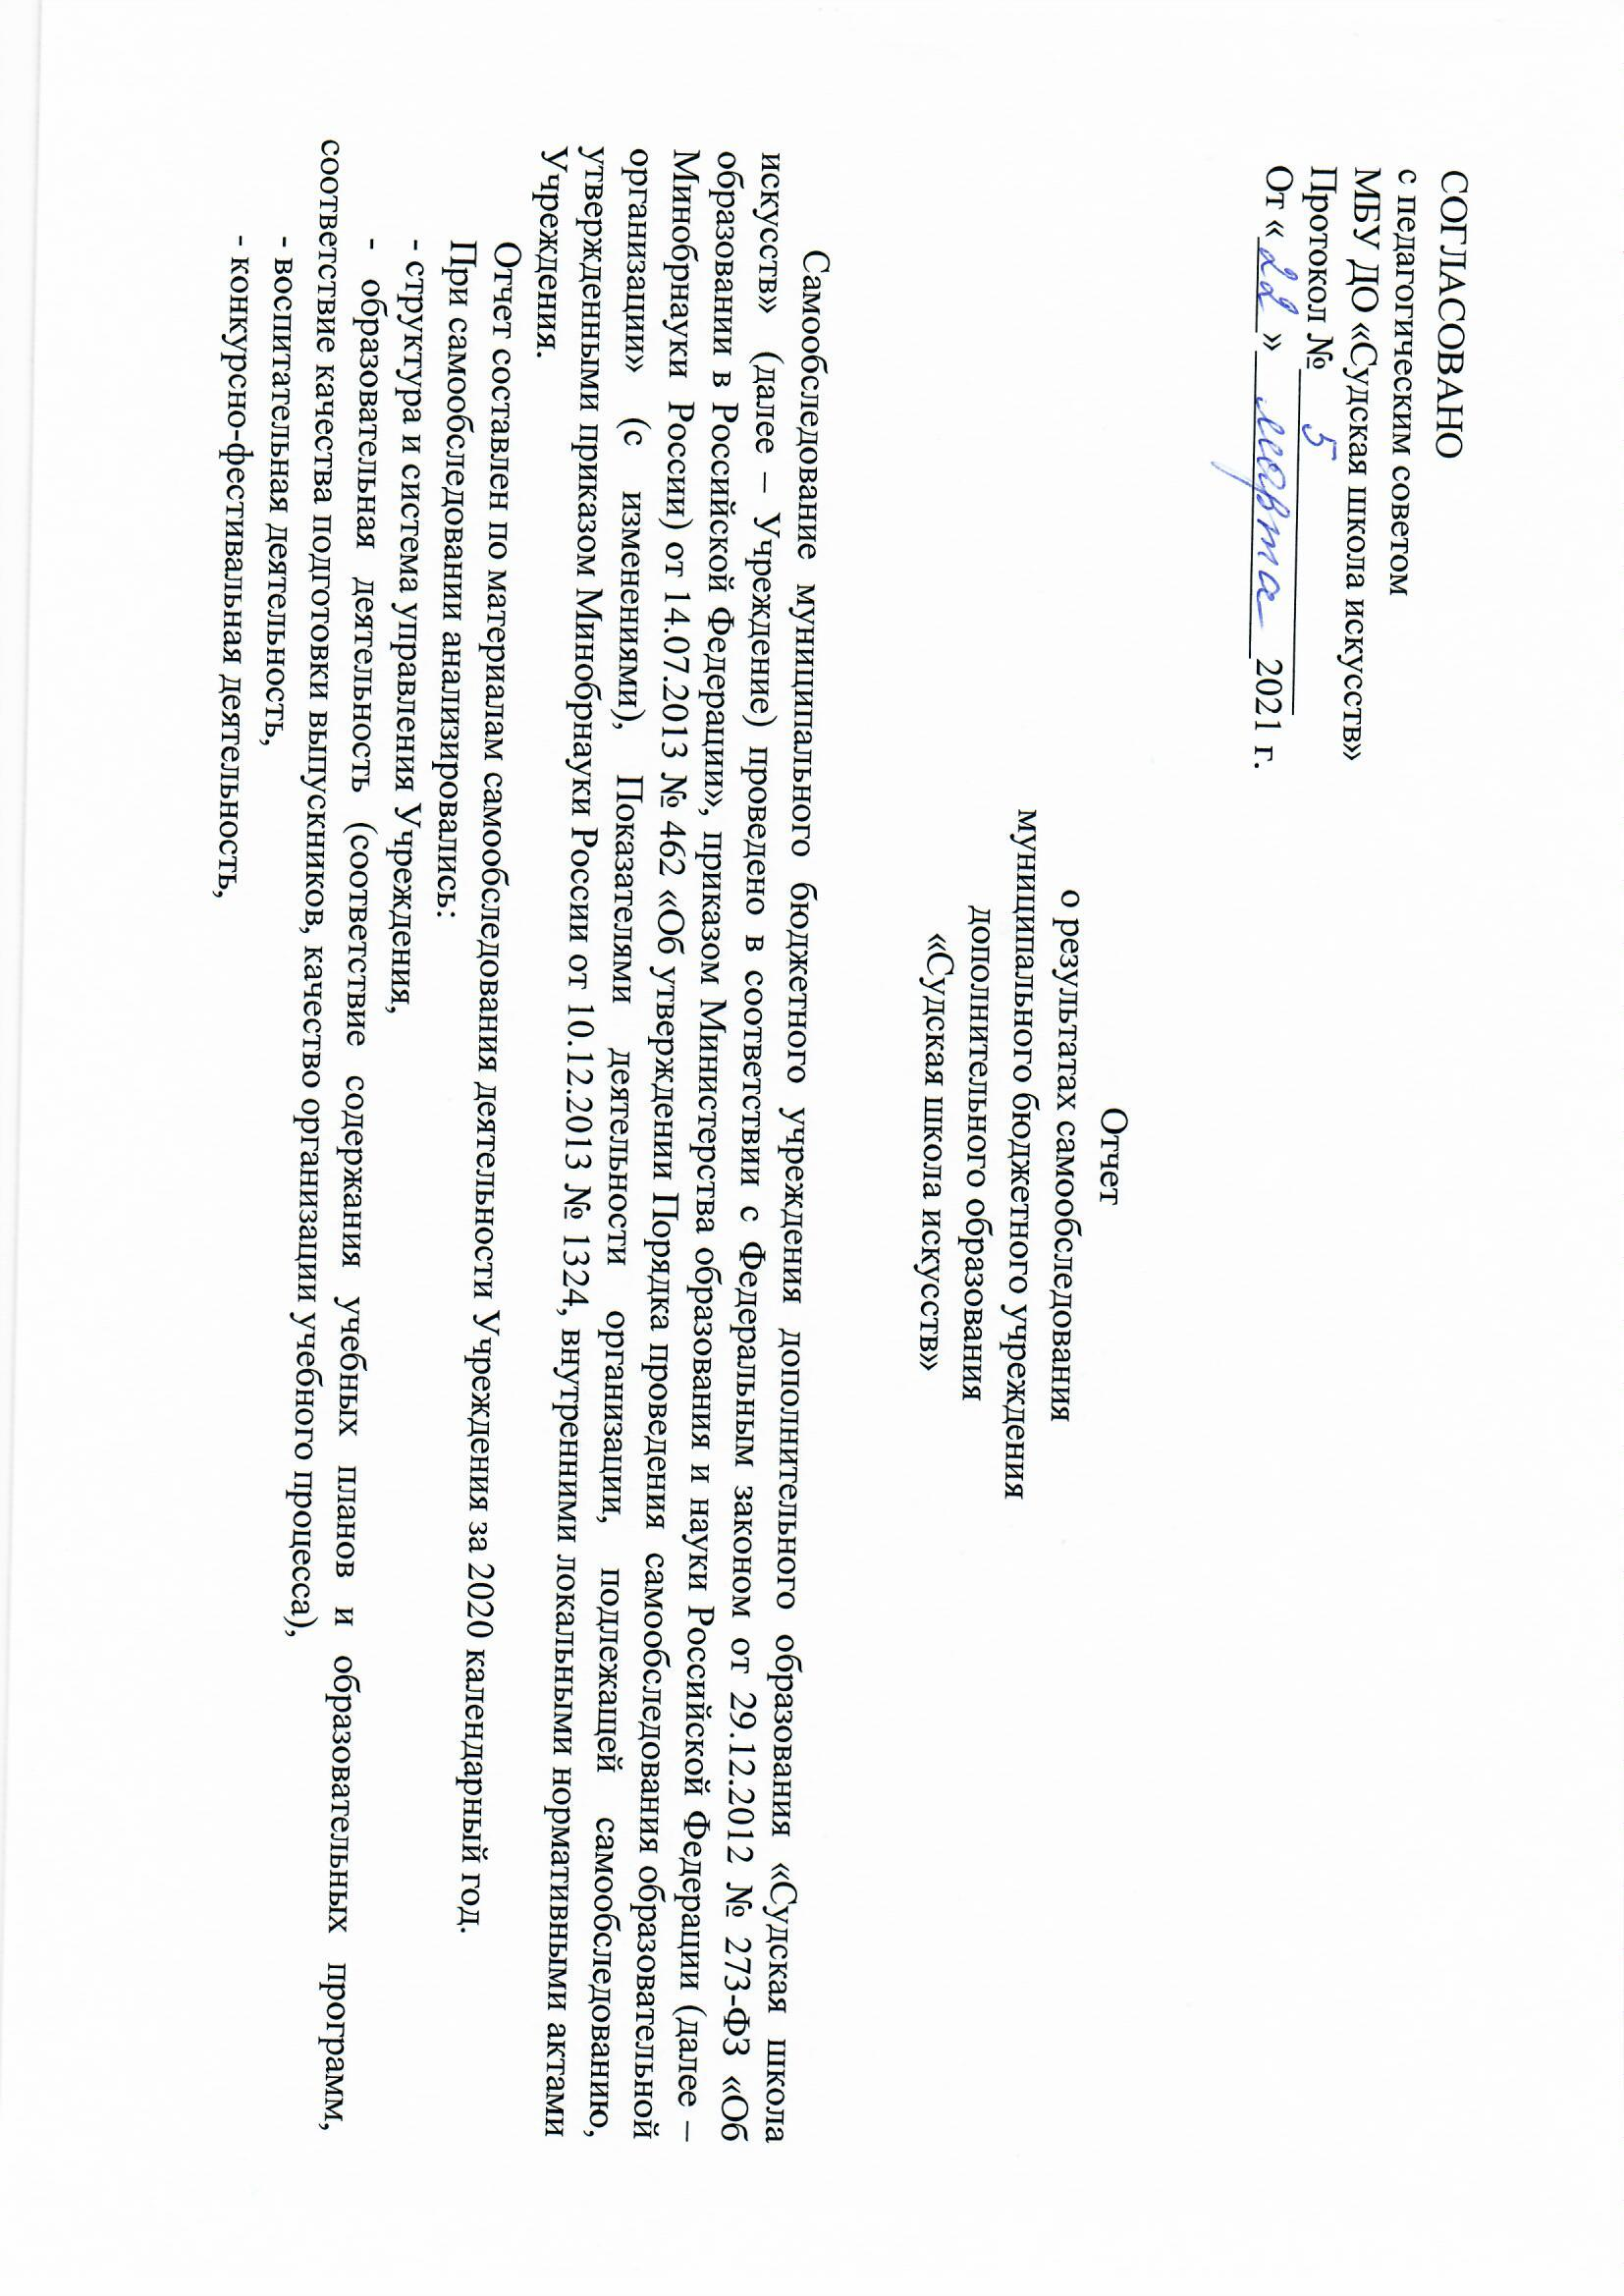 СОГЛАСОВАНО
с педагогическим советом
МБУ ДО «Судская школа искусств»
Протокол № 5
От «22» марта 2021 г.
Отчет
о результатах самообследования
муниципального бюджетного учреждения
дополнительного образования
«Судская школа искусств»
Самообследование муниципального бюджетного учреждения дополнительного образования «Судская школа
искусств» (далее – Учреждение) проведено в соответствии с Федеральным законом от 29.12.2012 № 273-ФЗ «Об
образовании в Российской Федерации», приказом Министерства образования и науки Российской Федерации (далее –
Минобрнауки России) от 14.07.2013 № 462 «Об утверждении Порядка проведения самообследования образовательной
организации» (с изменениями), Показателями деятельности организации, подлежащей самообследованию,
утвержденными приказом Минобрнауки России от 10.12.2013 № 1324, внутренними локальными нормативными актами
Учреждения.
Отчет составлен по материалам самообследования деятельности Учреждения за 2020 календарный год.
При самообследовании анализировались:
- структура и система управления Учреждения,
- образовательная деятельность (соответствие содержания учебных планов и образовательных программ,
соответствие качества подготовки выпускников, качество организации учебного процесса),
- воспитательная деятельность,
- конкурсно-фестивальная деятельность,